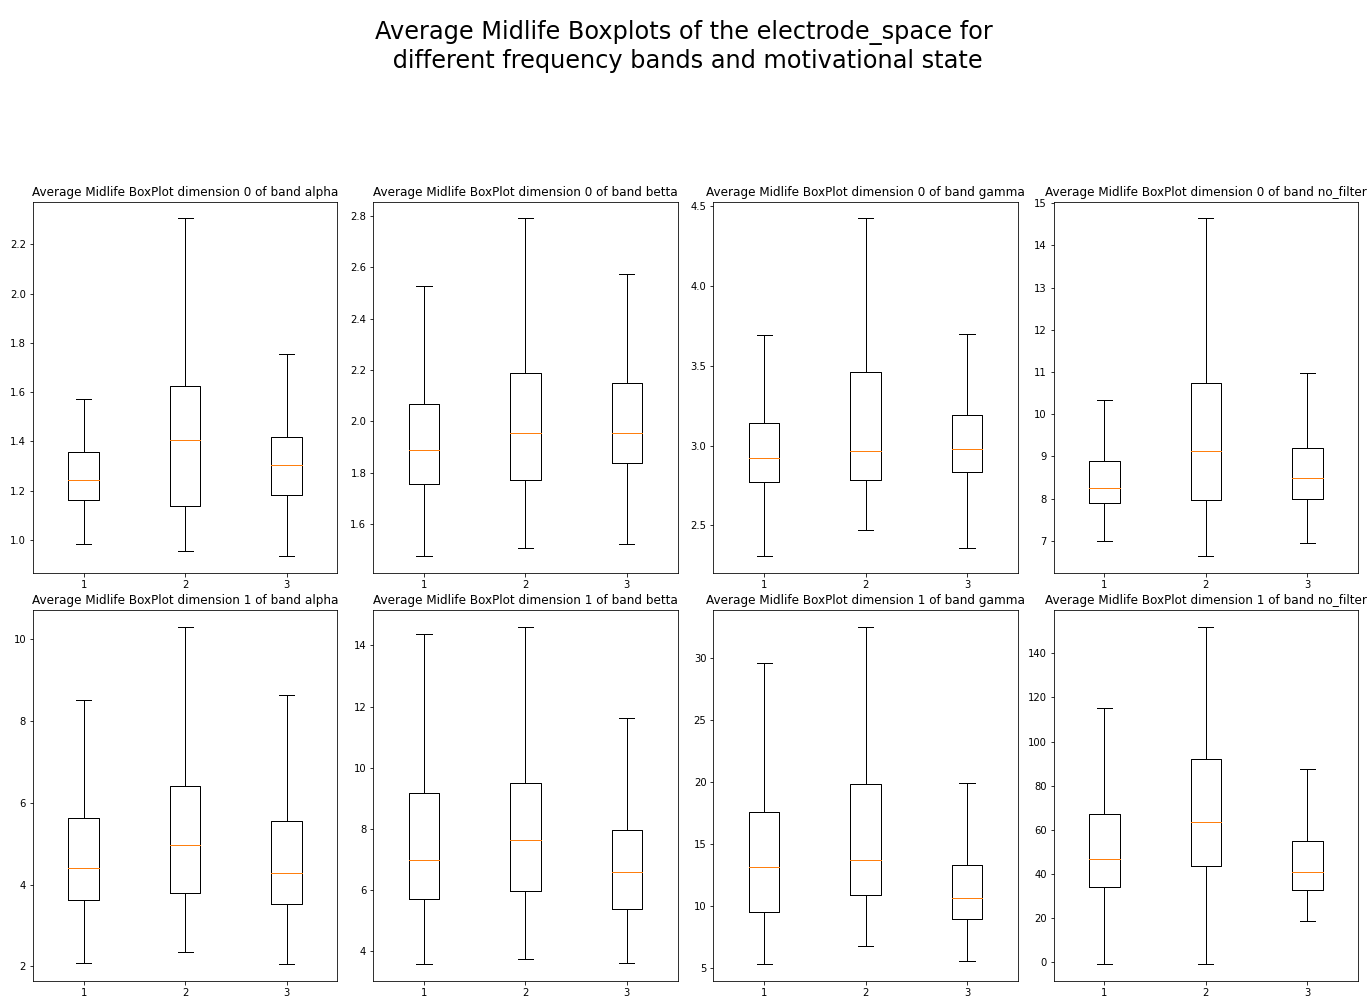 Average Midlife Boxplots of the electrode_space for
different frequency bands and motivational state
Average Midlife BoxPlot dimension 0 of band alpha
2.2
2.0
1.8
1.6
1.4
1.2
1.0
1 2 3
Average Midlife BoxPlot dimension 0 of band betta
2.8
2.6
2.4
2.2
2.0
1.8
1.6
1 2 3
Average Midlife BoxPlot dimension 0 of band gamma
4.5
4.0
3.5
3.0
2.5
1 2 3
Average Midlife BoxPlot dimension 0 of band no_filter
15
14
13
12
11
10
9
8
7
1 2 3
Average Midlife BoxPlot dimension 1 of band alpha
10
8
6
4
2
1 2 3
Average Midlife BoxPlot dimension 1 of band betta
14
12
10
8
6
4
1 2 3
Average Midlife BoxPlot dimension 1 of band gamma
30
25
20
15
10
5
1 2 3
Average Midlife BoxPlot dimension 1 of band no_filter
140
120
100
80
60
40
20
0
1 2 3